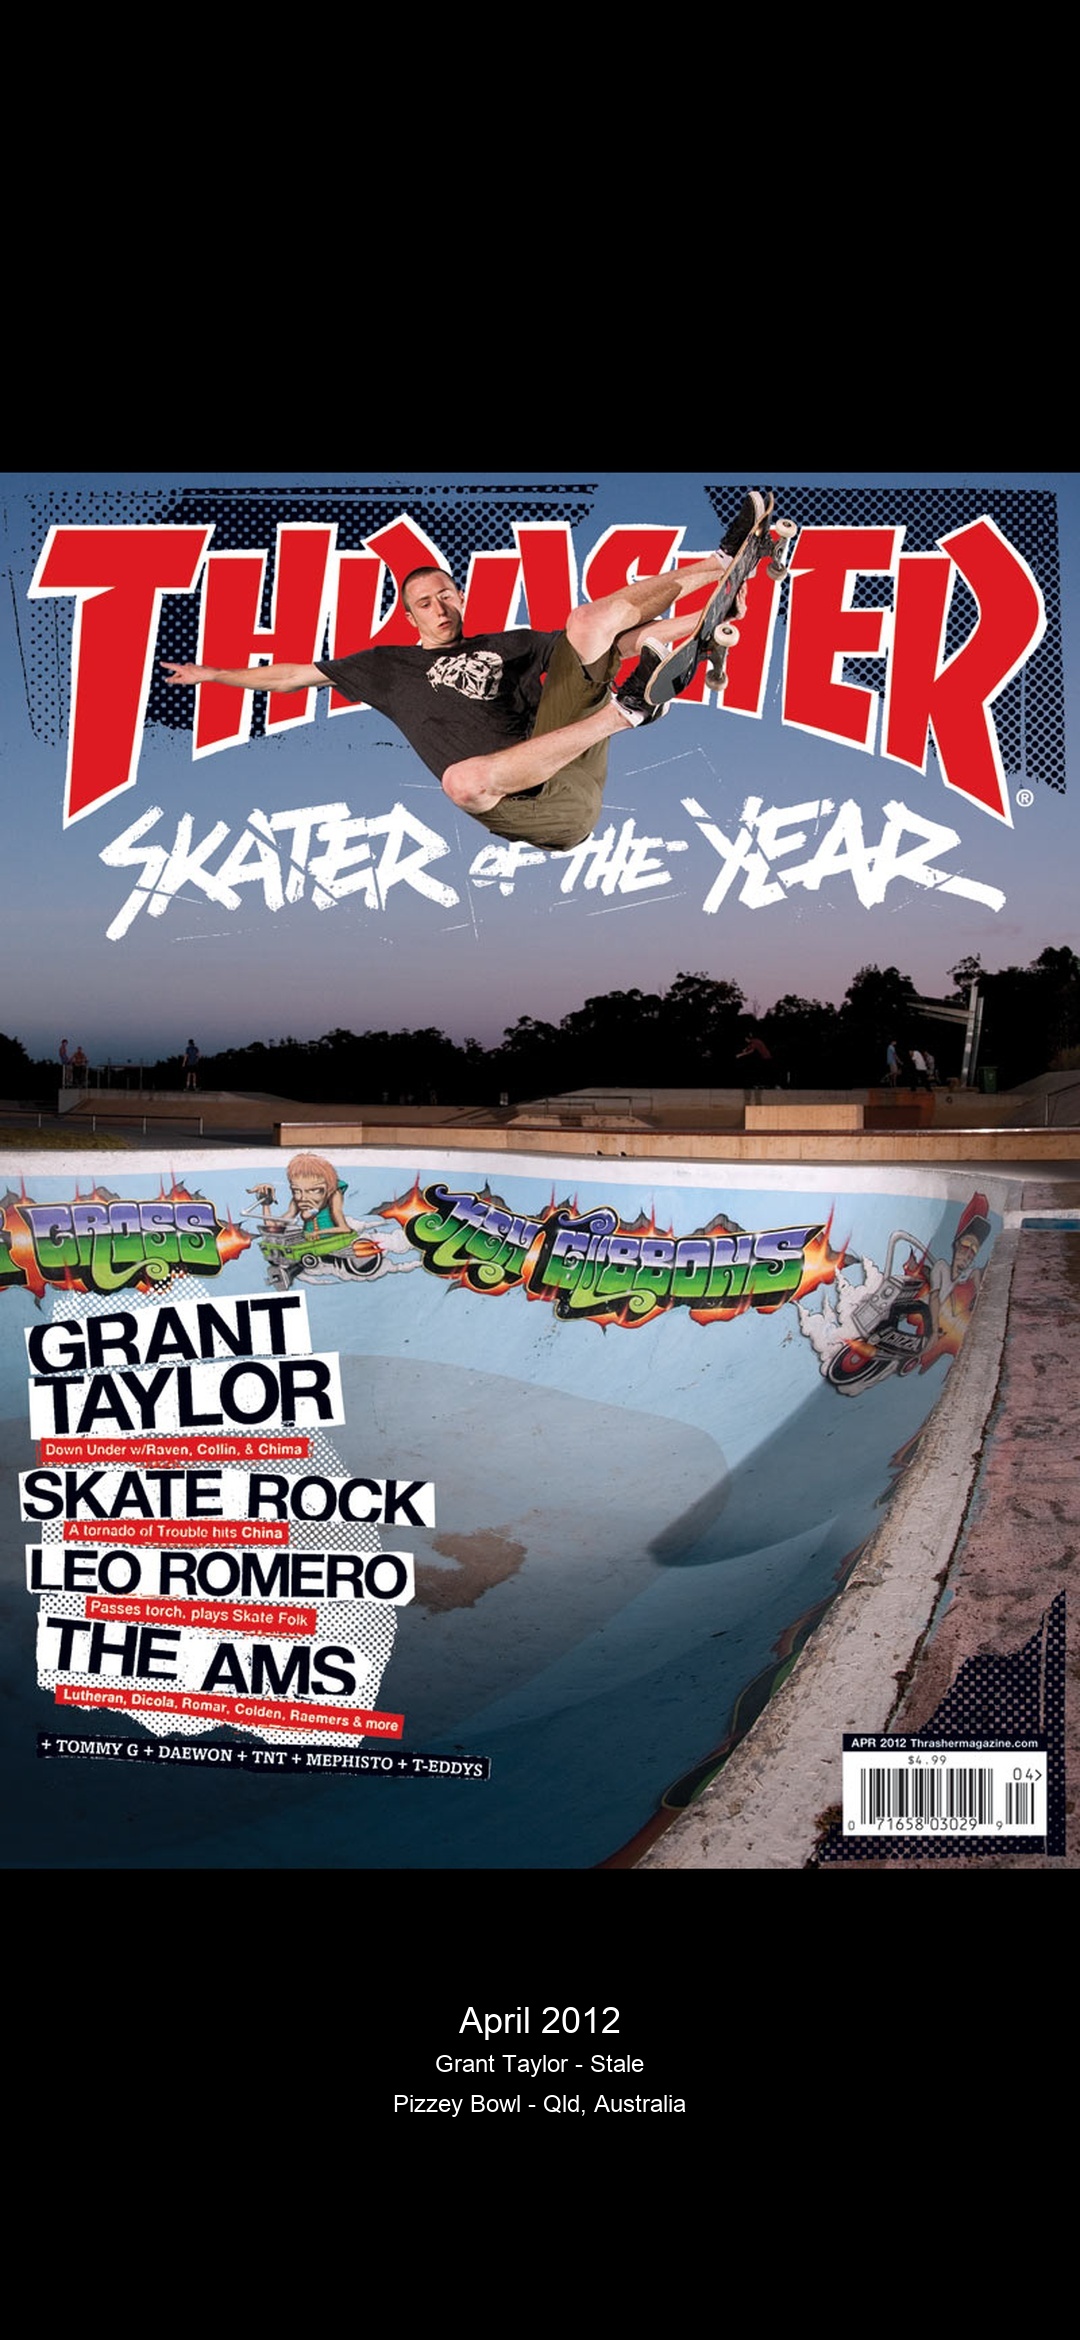 THRASHER
®
SKATER OF THE YEAR
GROSS
KEN GIBBONS
GRANT
TAYLOR
Down Under w/Raven, Collin, & Chima
SKATE ROCK
A tornado of Trouble hits China
LEO ROMERO
Passes torch, plays Skate Folk
THE AMS
Lutheran, Dicola, Romar, Colden, Raemers & more
+ TOMMY G + DAEWON + TNT + MEPHISTO + T-EDDYS
APR 2012 Thrashermagazine.com
$4.99
04>
0 71658 03029 9
April 2012
Grant Taylor - Stale
Pizzey Bowl - Qld, Australia